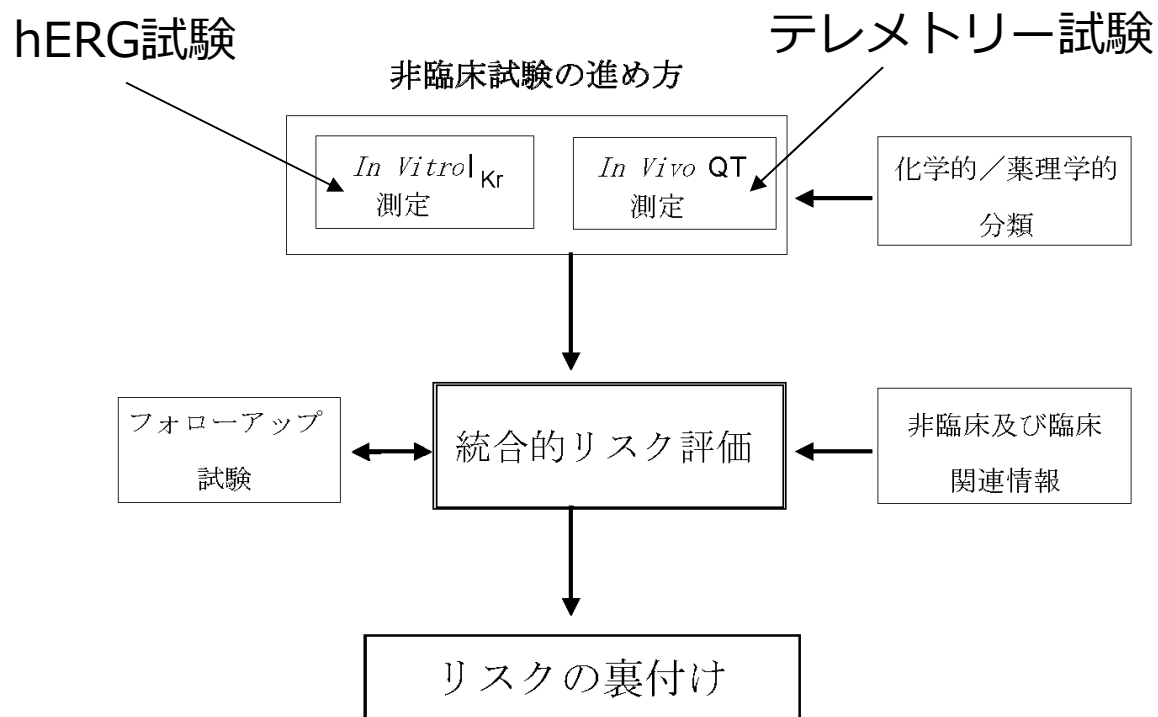 hERG試験
テレメトリー試験
非臨床試験の進め方
In Vitro IKr
測定
In Vivo QT
測定
化学的／薬理学的
分類
フォローアップ
試験
統合的リスク評価
非臨床及び臨床
関連情報
リスクの裏付け